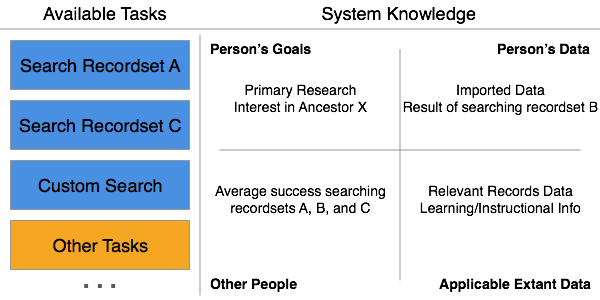 Available Tasks
System Knowledge
Search Recordset A
Search Recordset C
Custom Search
Other Tasks
...
Person's Goals
Primary Research
Interest in Ancestor X
Person's Data
Imported Data
Result of searching recordset B
Average success searching
recordsets A, B, and C
Other People
Relevant Records Data
Learning/Instructional Info
Applicable Extant Data